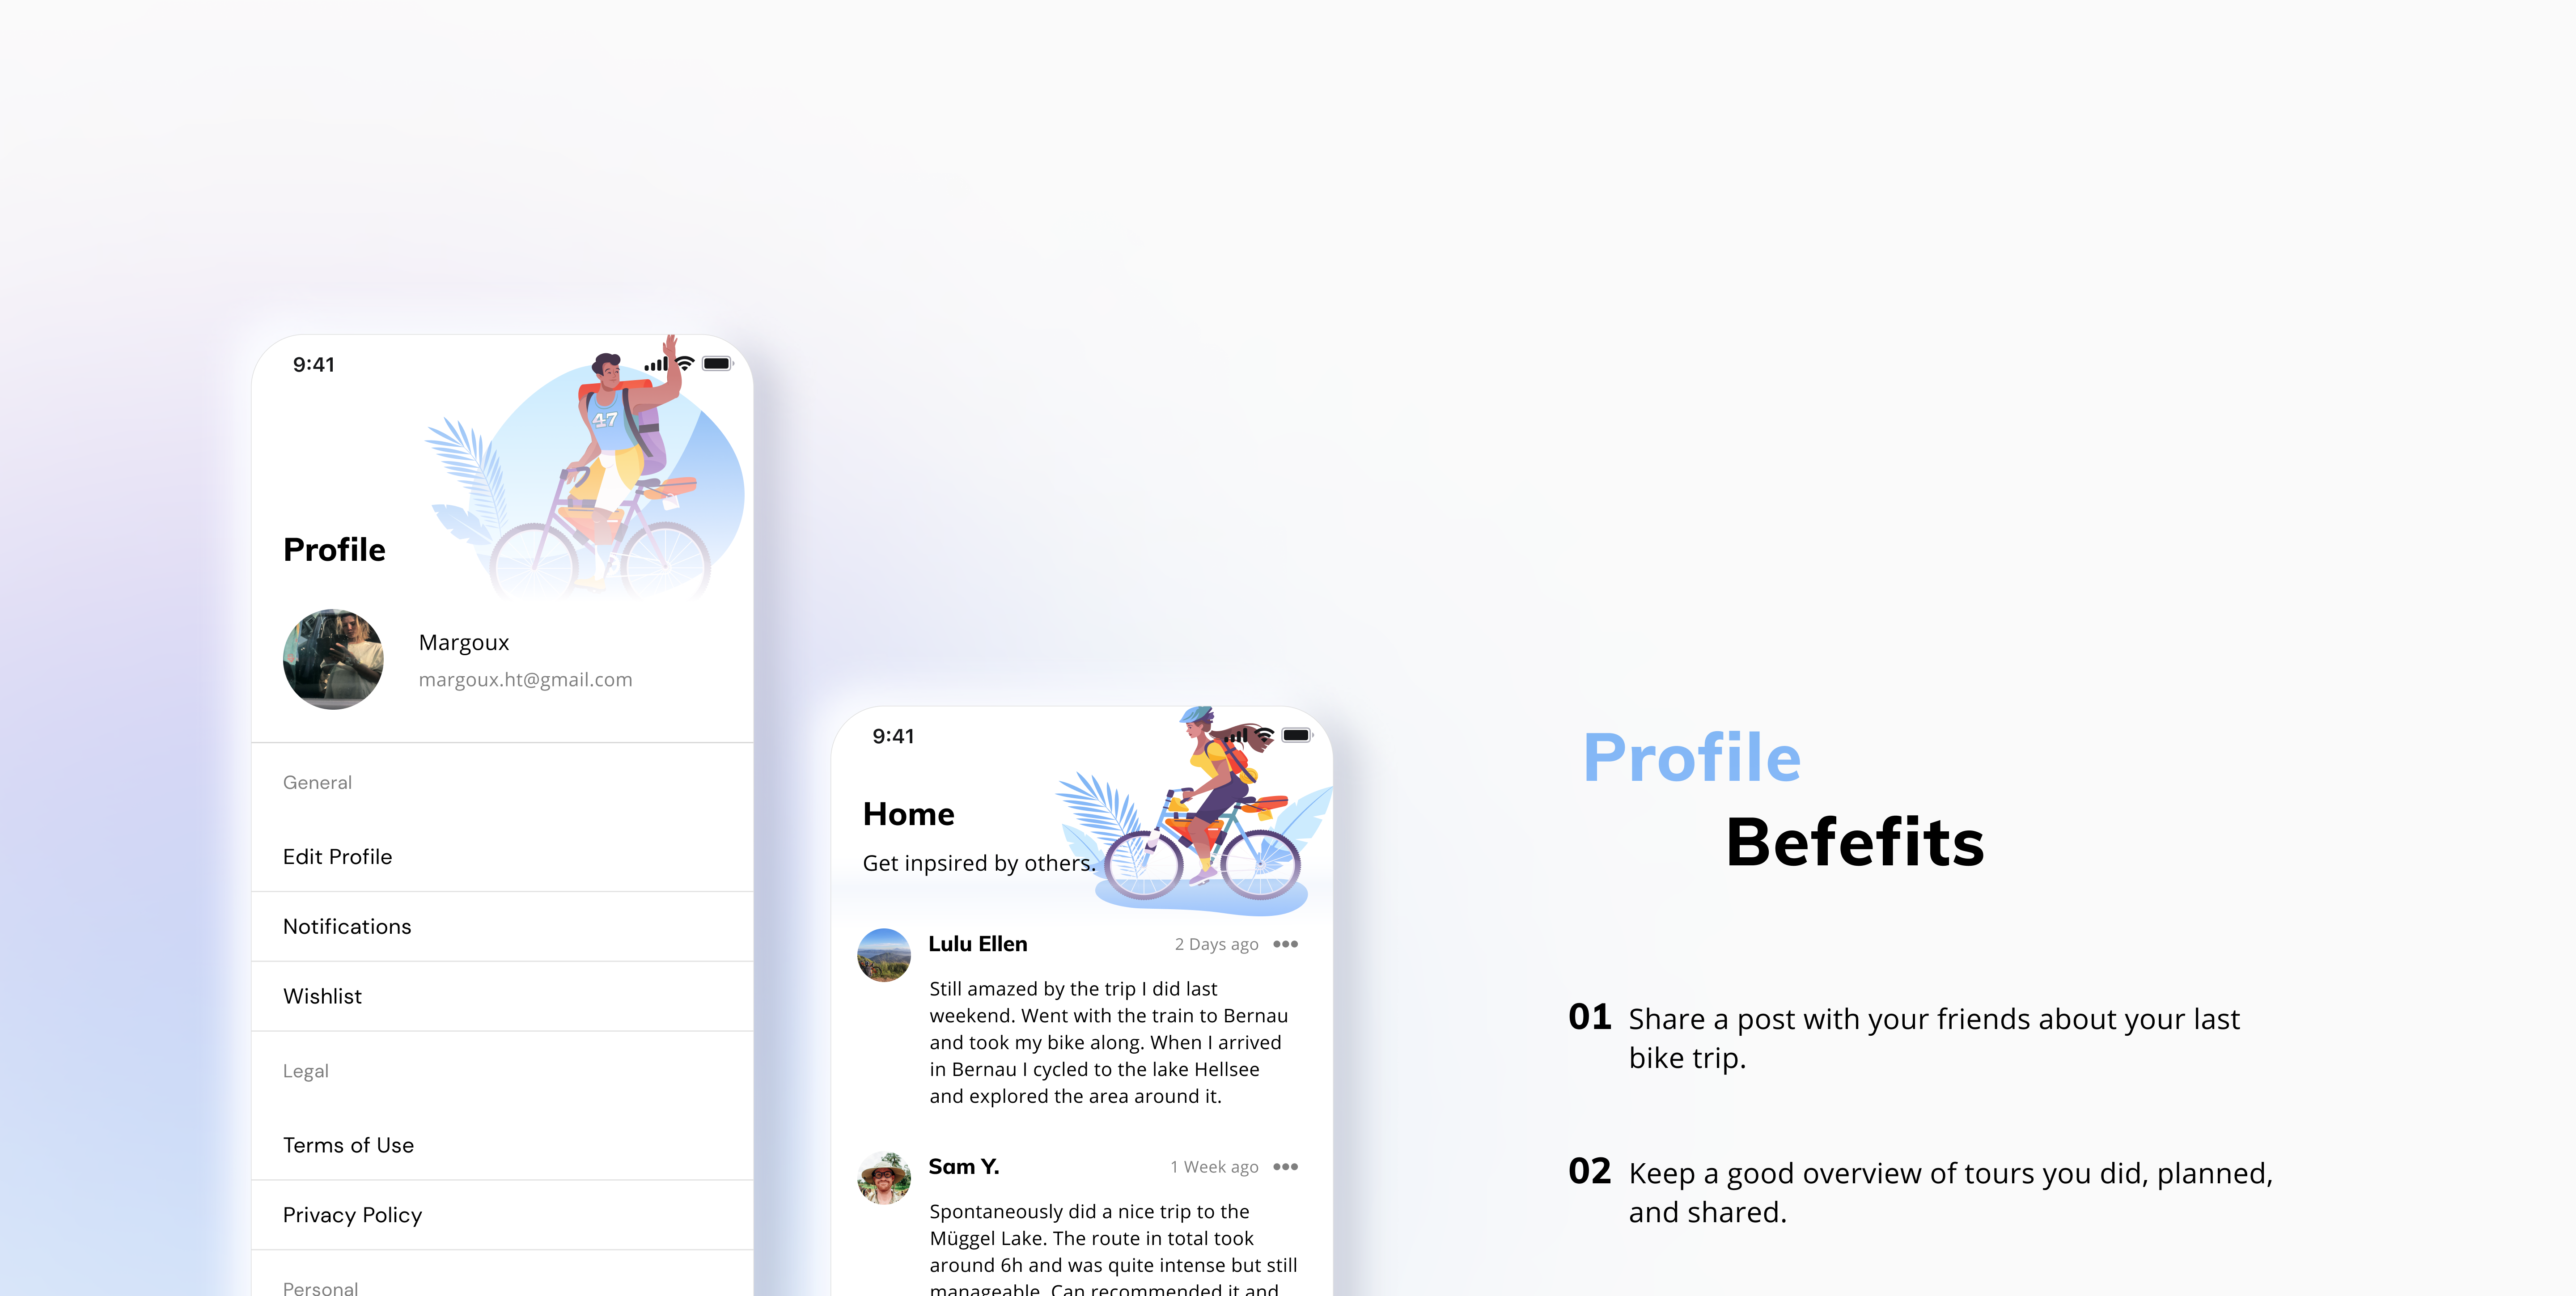 9:41
47
Profile
Margoux
margoux.ht@gmail.com
General
Edit Profile
Notifications
Wishlist
Legal
Terms of Use
Privacy Policy
Personal
9:41
Home
Get inpsired by others.
Lulu Ellen 2 Days ago
Still amazed by the trip I did last
weekend. Went with the train to Bernau
and took my bike along. When I arrived
in Bernau I cycled to the lake Hellsee
and explored the area around it.
Sam Y. 1 Week ago
Spontaneously did a nice trip to the
Müggel Lake. The route in total took
around 6h and was quite intense but still
manageable. Can recommended it and
Profile
Befefits
01 Share a post with your friends about your last
bike trip.
02 Keep a good overview of tours you did, planned,
and shared.